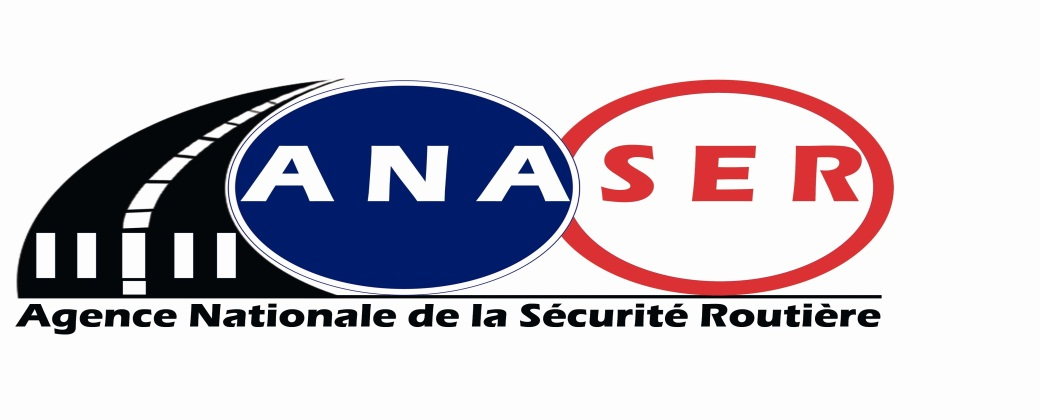 ANASER
Agence Nationale de la Sécurité Routière